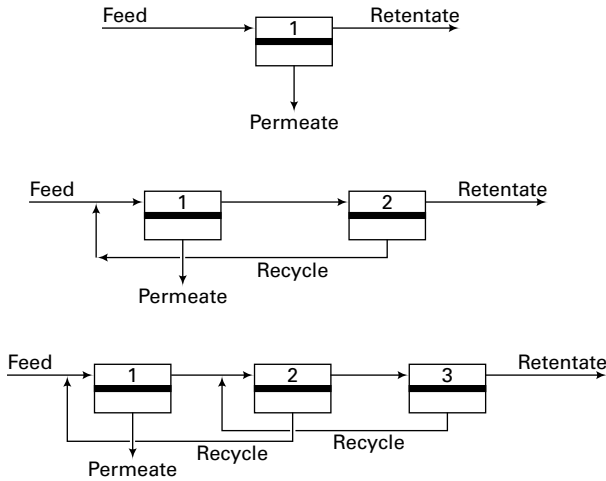 Feed
1
Retentate
Permeate
Feed
1
2
Retentate
Recycle
Permeate
Feed
1
2
3
Retentate
Recycle
Recycle
Permeate